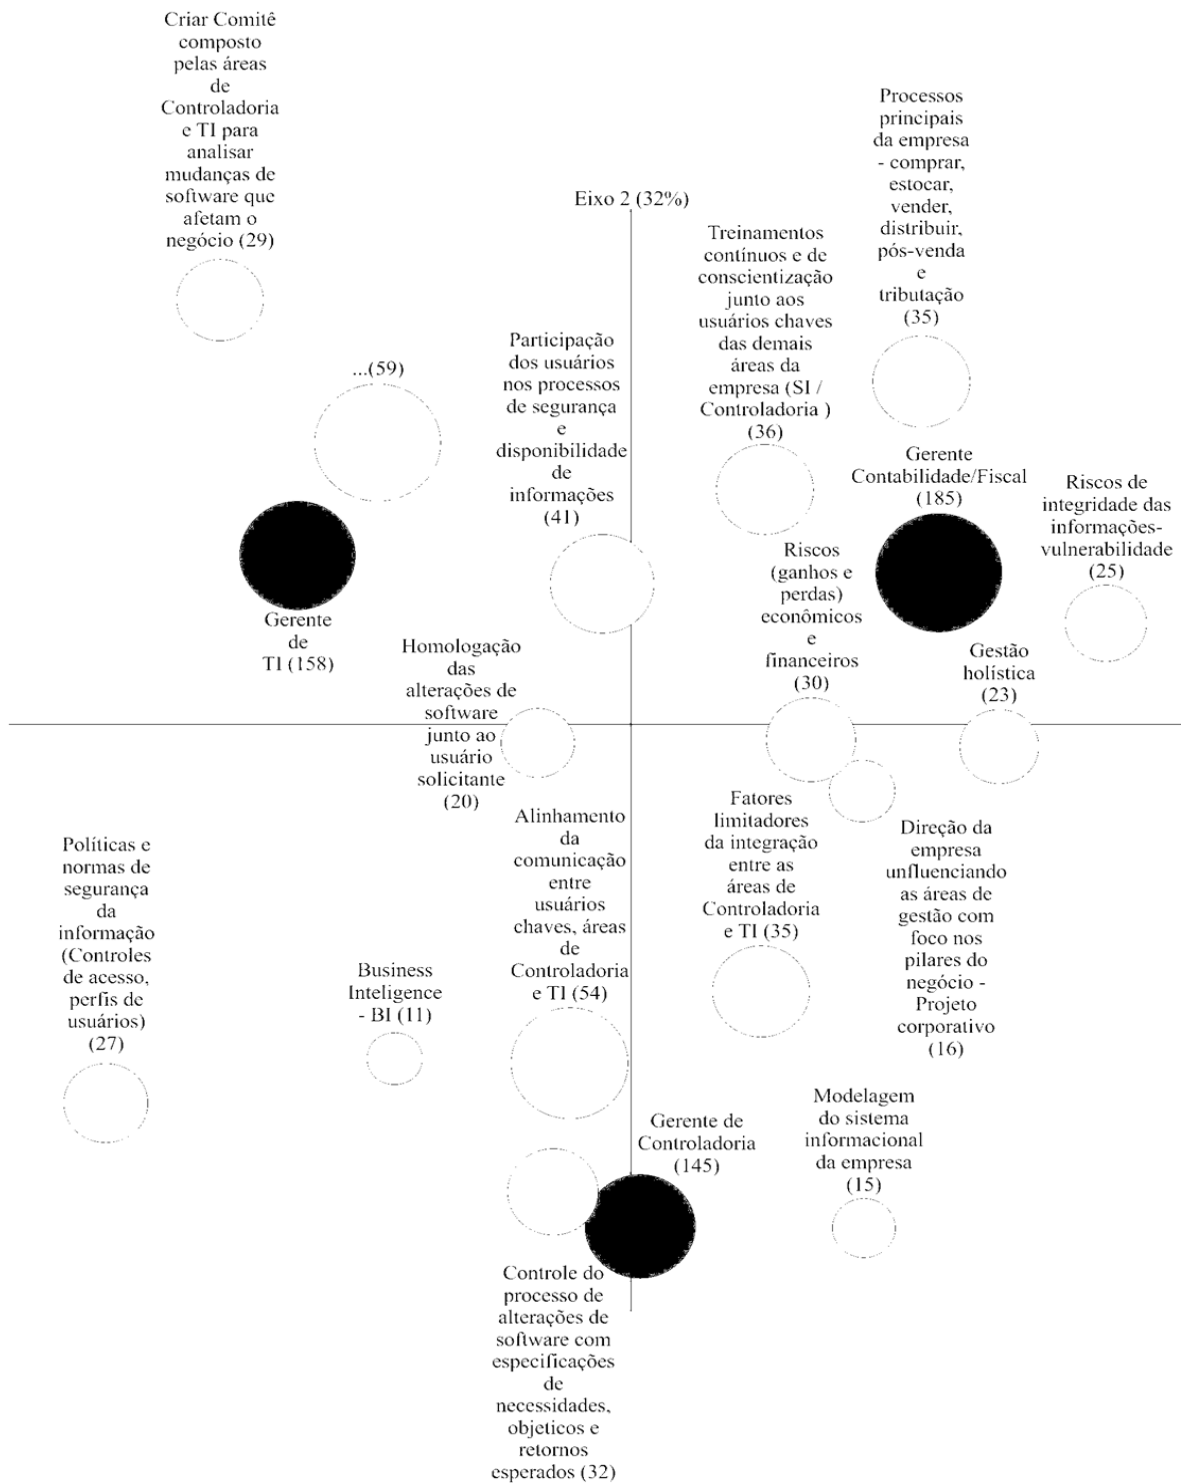 Criar Comitê
composto
pelas áreas
de
Controladoria
e TI para
analisar
mudanças de
software que
afetam o
negócio (29)
...(59)
Gerente
de
TI (158)
Eixo 2 (32%)
Participação
dos usuários
nos processos
de segurança
e
disponibilidade
de
informações
(41)
Treinamentos
contínuos e de
conscientização
junto aos
usuários chaves
das demais
áreas da
empresa (SI /
Controladoria )
(36)
Processos
principais
da empresa
- comprar,
estocar,
vender,
distribuir,
pós-venda
e
tributação
(35)
Gerente
Contabilidade/Fiscal
(185)
Riscos de
integridade das
informações-
vulnerabilidade
(25)
Riscos
(ganhos e
perdas)
econômicos
e
financeiros
(30)
Gestão
holística
(23)
Homologação
das
alterações de
software
junto ao
usuário
solicitante
(20)
Políticas e
normas de
segurança
da
informação
(Controles
de acesso,
perfis de
usuários)
(27)
Business
Inteligence
- BI (11)
Alinhamento
da
comunicação
entre
usuários
chaves, áreas
de
Controladoria
e TI (54)
Fatores
limitadores
da integração
entre as
áreas de
Controladoria
e TI (35)
Direção da
empresa
unfluenciando
as áreas de
gestão com
foco nos
pilares do
negócio -
Projeto
corporativo
(16)
Gerente de
Controladoria
(145)
Modelagem
do sistema
informacional
da empresa
(15)
Controle do
processo de
alterações de
software com
especificações
de
necessidades,
objeticos e
retornos
esperados (32)